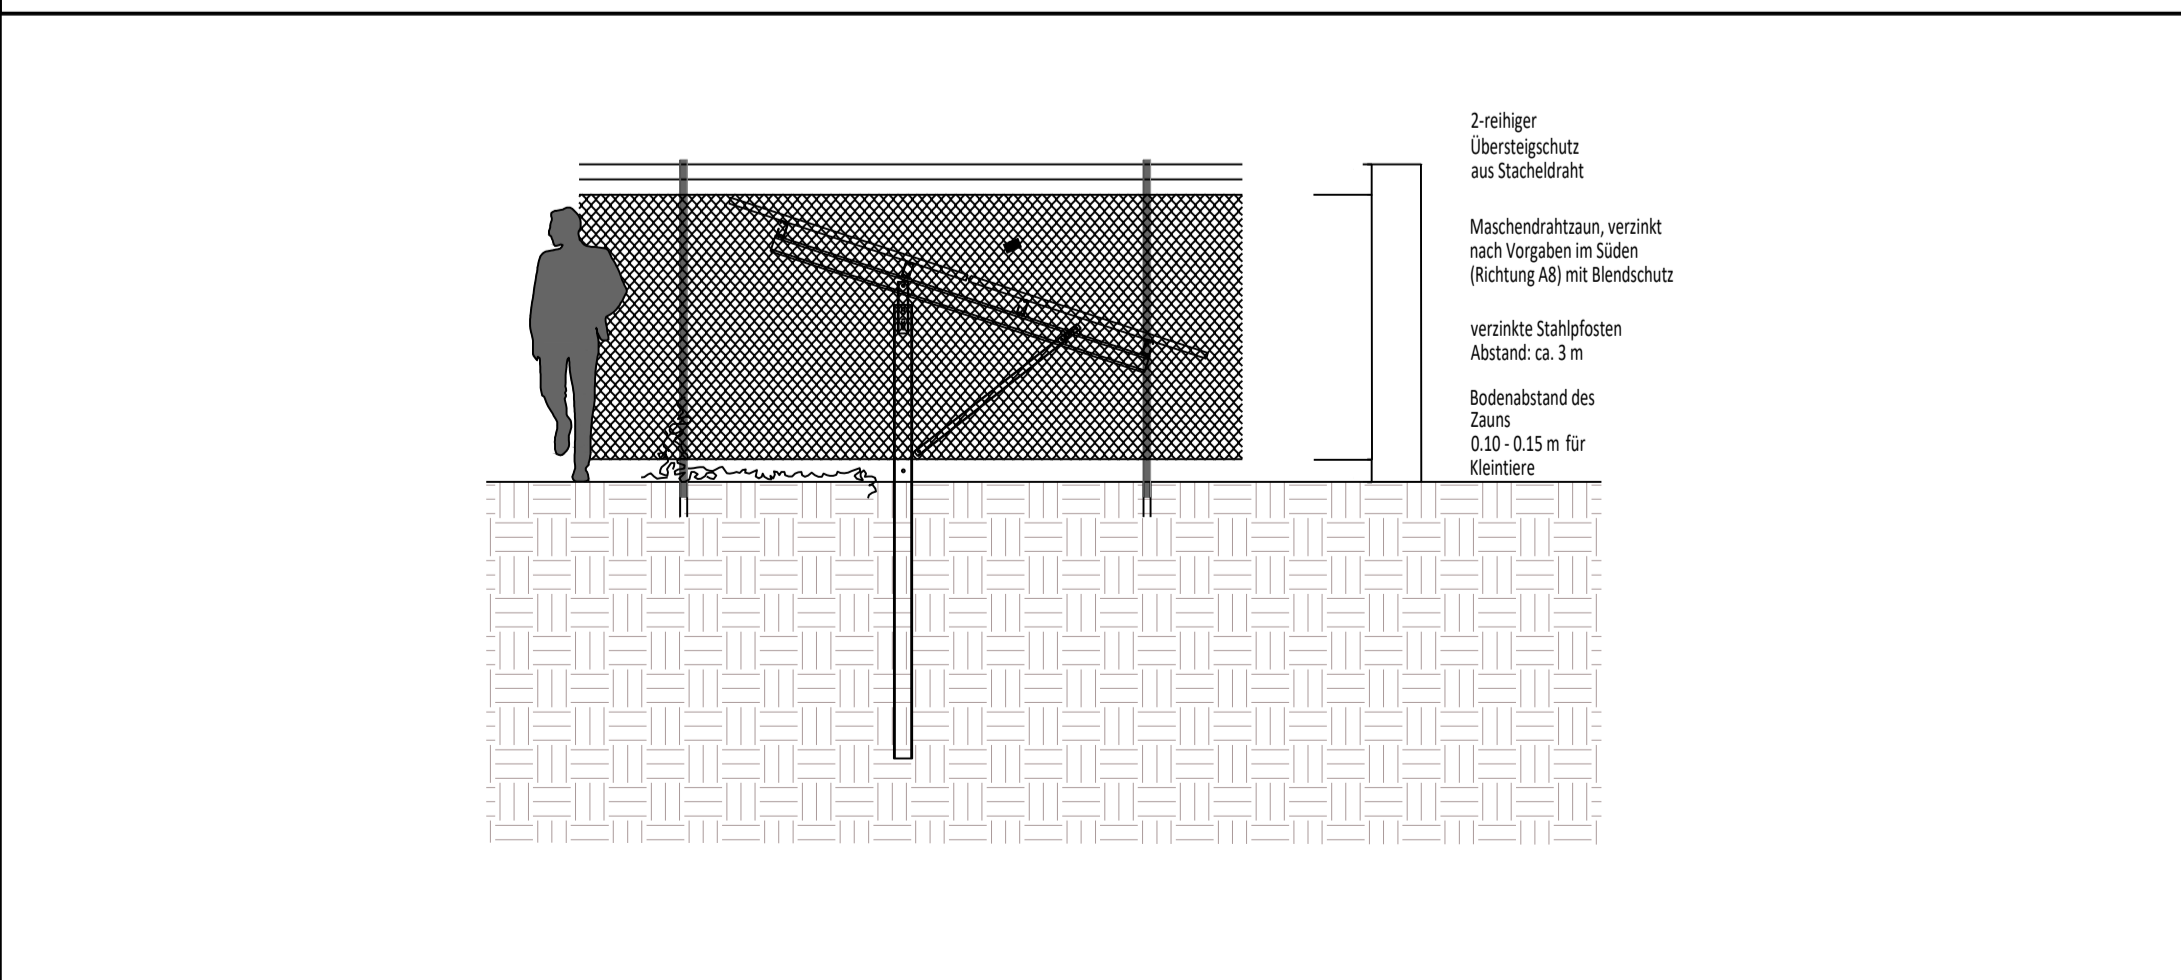 2-reihiger
Übersteigschutz
aus Stacheldraht
Maschendrahtzaun, verzinkt
nach Vorgaben im Süden
(Richtung A8) mit Blendschutz
verzinkte Stahlpfosten
Abstand: ca. 3 m
Bodenabstand des
Zauns
0.10 - 0.15 m für
Kleintiere